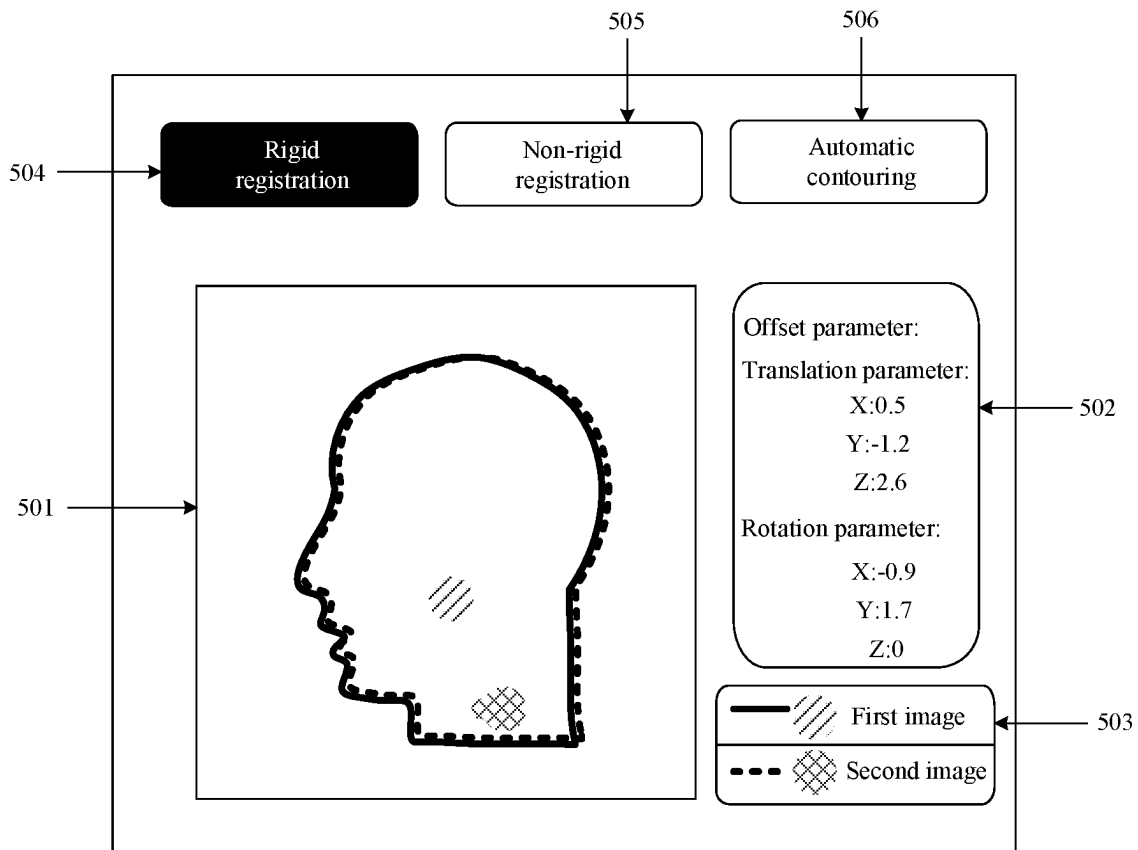 505
506
504
Rigid
registration
Non-rigid
registration
Automatic
contouring
Offset parameter:
Translation parameter:
X:0.5
Y:-1.2
Z:2.6
502
501
Rotation parameter:
X:-0.9
Y:1.7
Z:0
First image
503
Second image